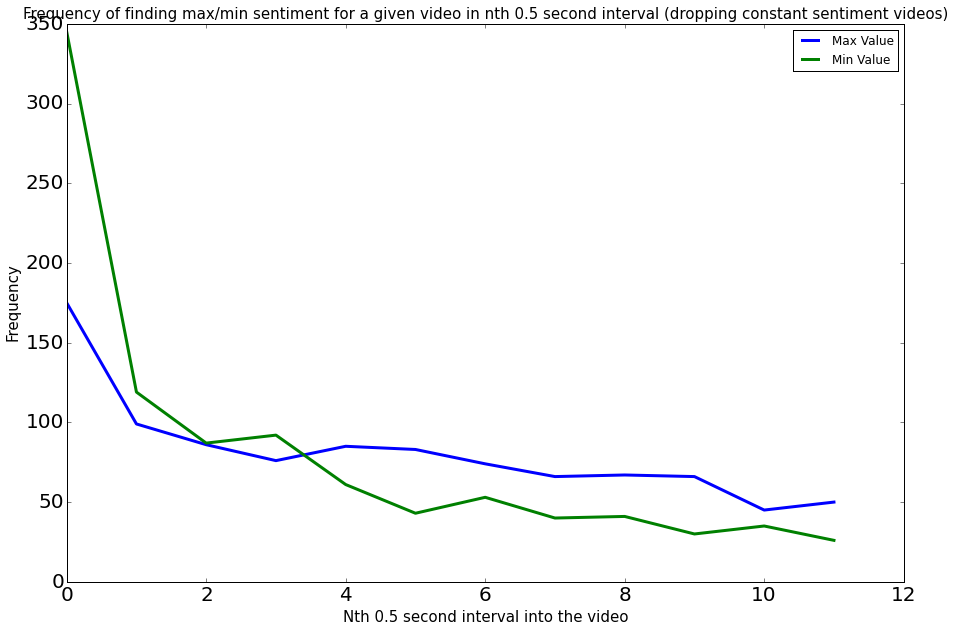 Frequency of finding max/min sentiment for a given video in nth 0.5 second interval (dropping constant sentiment videos)
Max Value
Min Value
350
300
250
200
150
100
50
0
Frequency
0 2 4 6 8 10 12
Nth 0.5 second interval into the video